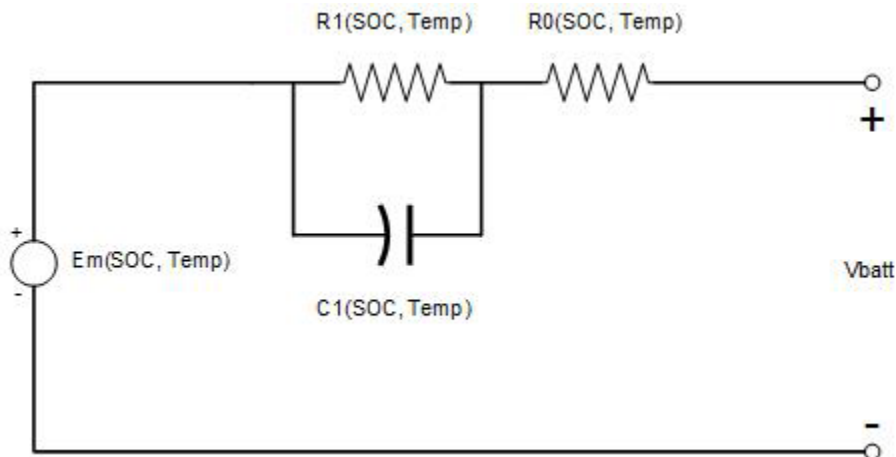 R1(SOC, Temp) R0(SOC, Temp)
+
+
Em(SOC, Temp)
-
Vbatt
C1(SOC, Temp)
-